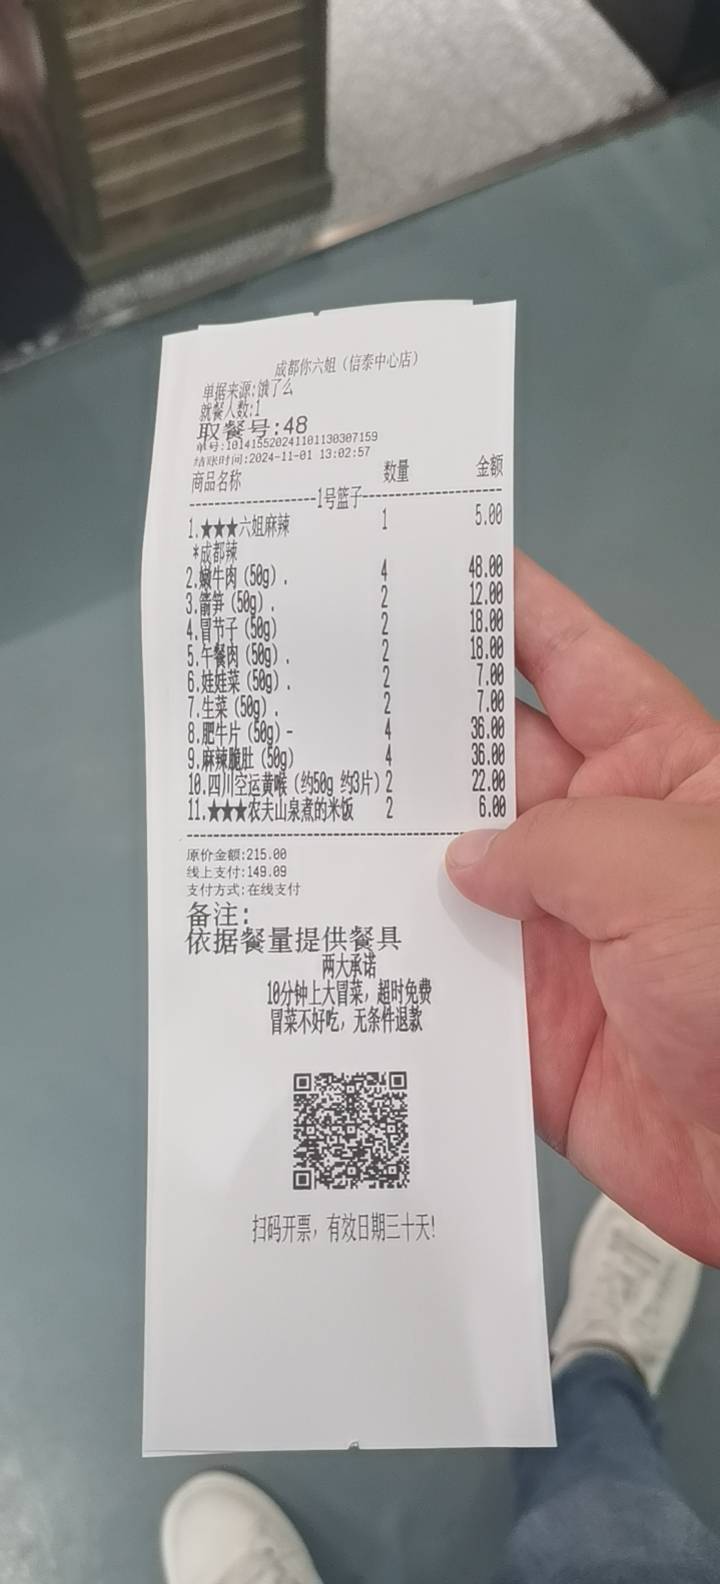 成都你六姐（信泰中心店）
单据来源:饿了么
就餐人数:1
取餐号:48
单号:10141552024110113030​7159
结账时间:2024-11-01 13:02:57
商品名称 数量 金额
--------------------1号篮子--------------------
1.★★★六姐麻辣 1 5.00
*成都辣
2.嫩牛肉（50g）. 4 48.00
3.箭笋（50g）. 2 12.00
4.冒节子（50g） 2 18.00
5.午餐肉（50g）. 2 18.00
6.娃娃菜（50g）. 2 7.00
7.生菜（50g）. 2 7.00
8.肥牛片（50g）- 4 36.00
9.麻辣脆肚（50g） 4 36.00
10.四川空运黄喉（约50g 约3片） 2 22.00
11.★★★农夫山泉煮的米饭 2 6.00
原价金额:215.00
线上支付:149.09
支付方式:在线支付
备注:
依据餐量提供餐具
两大承诺
10分钟上大冒菜，超时免费
冒菜不好吃，无条件退款
扫码开票，有效日期三十天!